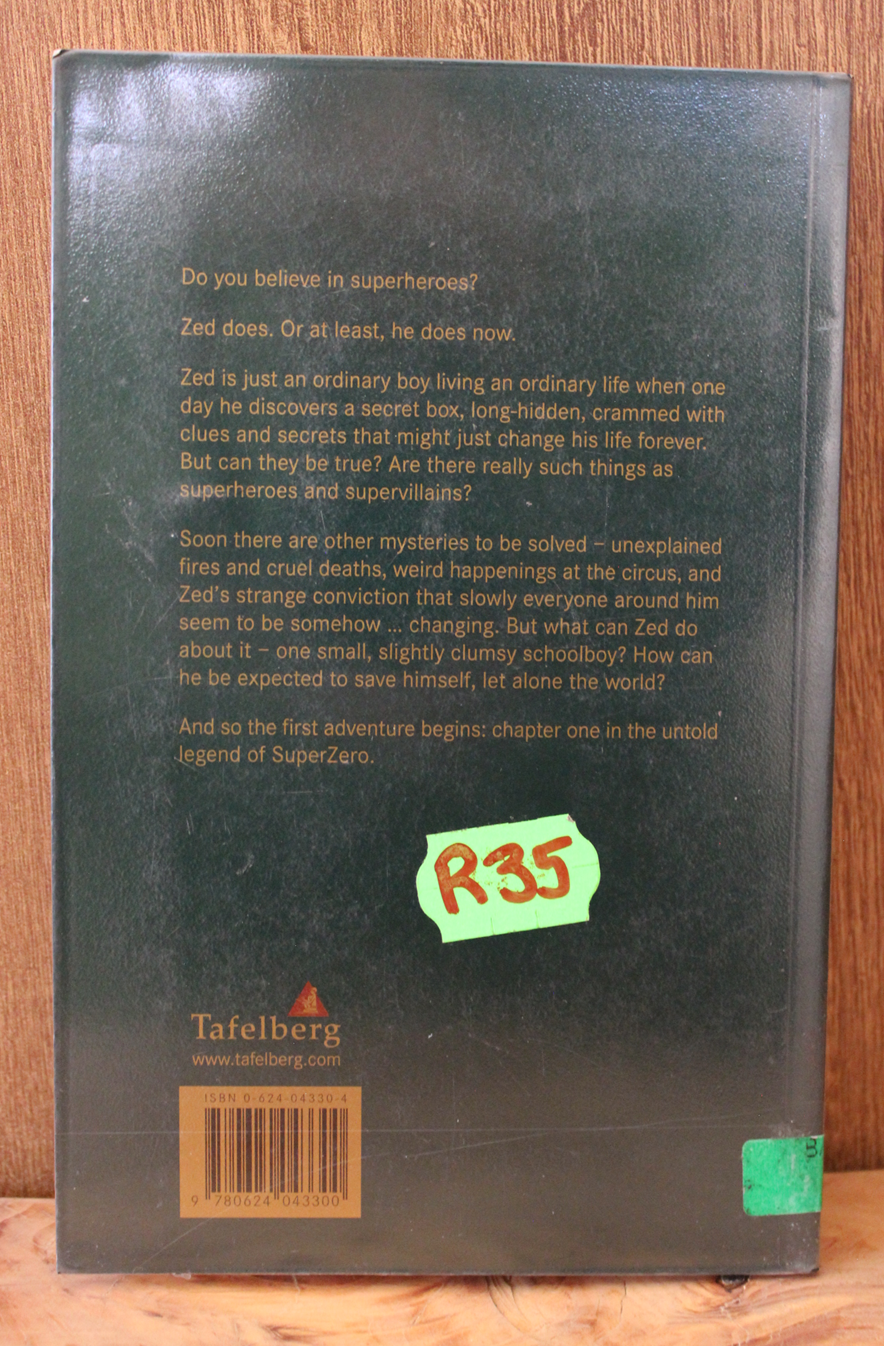 Do you believe in superheroes?
Zed does. Or at least, he does now.
Zed is just an ordinary boy living an ordinary life when one
day he discovers a secret box, long-hidden, crammed with
clues and secrets that might just change his life forever.
But can they be true? Are there really such things as
superheroes and supervillains?
Soon there are other mysteries to be solved – unexplained
fires and cruel deaths, weird happenings at the circus, and
Zed's strange conviction that slowly everyone around him
seem to be somehow ... changing. But what can Zed do
about it – one small, slightly clumsy schoolboy? How can
he be expected to save himself, let alone the world?
And so the first adventure begins: chapter one in the untold
legend of SuperZero.
R35
Tafelberg
www.tafelberg.com
ISBN 0-624-04330-4
9 780624 043300
B